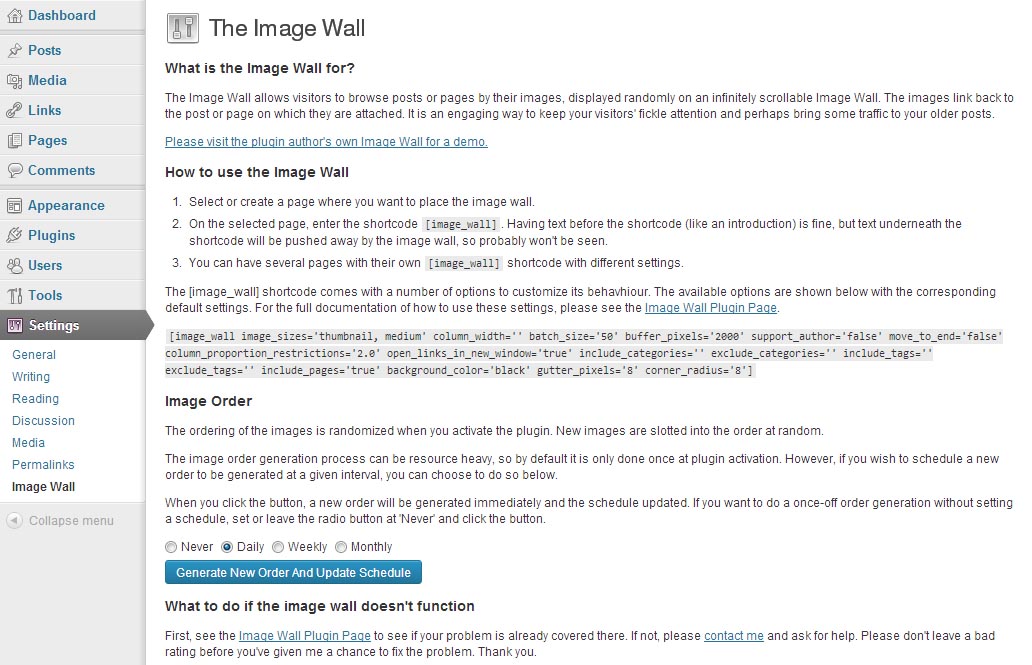 Dashboard
Posts
Media
Links
Pages
Comments
Appearance
Plugins
Users
Tools
Settings
General
Writing
Reading
Discussion
Media
Permalinks
Image Wall
Collapse menu
The Image Wall
What is the Image Wall for?
The Image Wall allows visitors to browse posts or pages by their images, displayed randomly on an infinitely scrollable Image Wall. The images link back to
the post or page on which they are attached. It is an engaging way to keep your visitors' fickle attention and perhaps bring some traffic to your older posts.
Please visit the plugin author's own Image Wall for a demo.
How to use the Image Wall
1. Select or create a page where you want to place the image wall.
2. On the selected page, enter the shortcode [image_wall]. Having text before the shortcode (like an introduction) is fine, but text underneath the
shortcode will be pushed away by the image wall, so probably won't be seen.
3. You can have several pages with their own [image_wall] shortcode with different settings.
The [image_wall] shortcode comes with a number of options to customize its behavhiour. The available options are shown below with the corresponding
default settings. For the full documentation of how to use these settings, please see the Image Wall Plugin Page.
[image_wall image_sizes='thumbnail, medium' column_width='' batch_size='50' buffer_pixels='2000' support_author='false' move_to_end='false'
column_proportion_restrictions='2.0' open_links_in_new_window='true' include_categories='' exclude_categories='' include_tags=''
exclude_tags='' include_pages='true' background_color='black' gutter_pixels='8' corner_radius='8']
Image Order
The ordering of the images is randomized when you activate the plugin. New images are slotted into the order at random.
The image order generation process can be resource heavy, so by default it is only done once at plugin activation. However, if you wish to schedule a new
order to be generated at a given interval, you can choose to do so below.
When you click the button, a new order will be generated immediately and the schedule updated. If you want to do a once-off order generation without setting
a schedule, set or leave the radio button at 'Never' and click the button.
Never Daily Weekly Monthly
Generate New Order And Update Schedule
What to do if the image wall doesn't function
First, see the Image Wall Plugin Page to see if your problem is already covered there. If not, please contact me and ask for help. Please don't leave a bad
rating before you've given me a chance to fix the problem. Thank you.